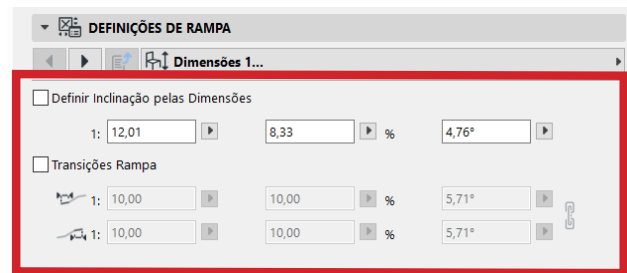 DEFINIÇÕES DE RAMPA
Dimensões 1...
Definir Inclinação pelas Dimensões
1: 12,01 8,33 % 4,76°
Transições Rampa
1: 10,00 10,00 % 5,71°
1: 10,00 10,00 % 5,71°